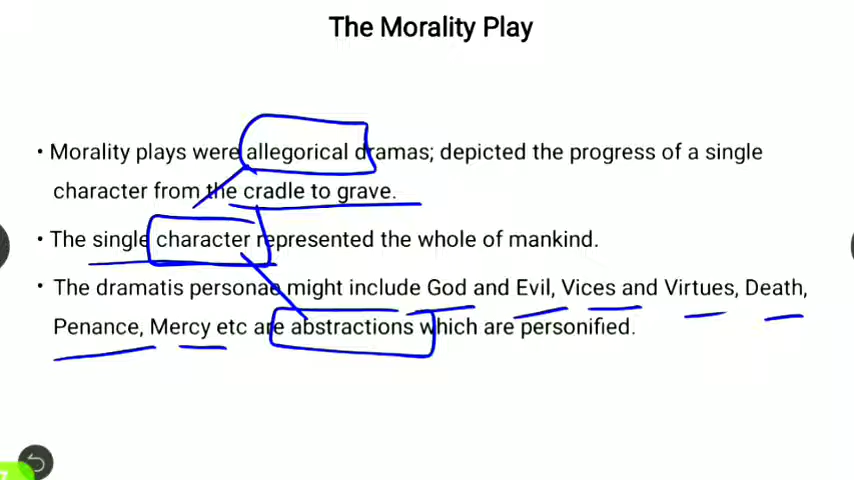 The Morality Play
• Morality plays were allegorical dramas; depicted the progress of a single
character from the cradle to grave.
• The single character represented the whole of mankind.
• The dramatis personae might include God and Evil, Vices and Virtues, Death,
Penance, Mercy etc are abstractions which are personified.
7